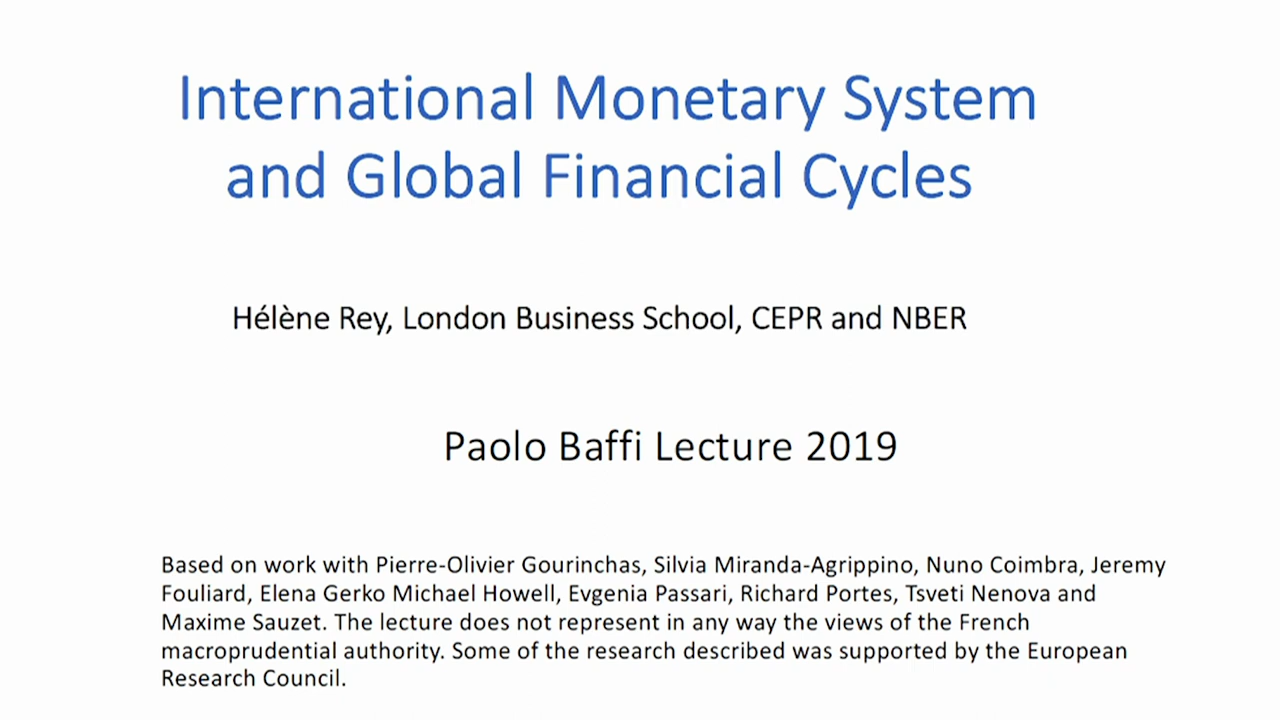 International Monetary System
and Global Financial Cycles
Hélène Rey, London Business School, CEPR and NBER
Paolo Baffi Lecture 2019
Based on work with Pierre-Olivier Gourinchas, Silvia Miranda-Agrippino, Nuno Coimbra, Jeremy
Fouliard, Elena Gerko Michael Howell, Evgenia Passari, Richard Portes, Tsveti Nenova and
Maxime Sauzet. The lecture does not represent in any way the views of the French
macroprudential authority. Some of the research described was supported by the European
Research Council.